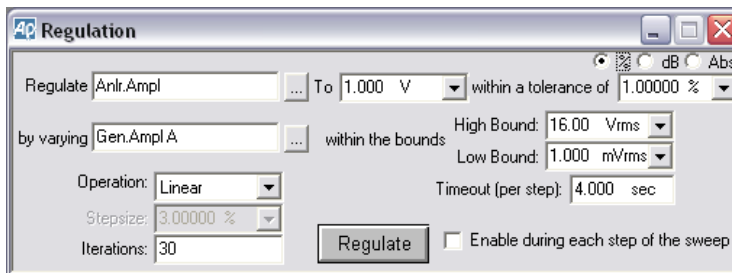 Ap Regulation
% dB Abs
Regulate Anlr.Ampl ... To 1.000 V within a tolerance of 1.00000 %
by varying Gen.Ampl A ... within the bounds High Bound: 16.00 Vrms
Low Bound: 1.000 mVrms
Operation: Linear Timeout (per step): 4.000 sec
Stepsize: 3.00000 %
Iterations: 30 Regulate Enable during each step of the sweep